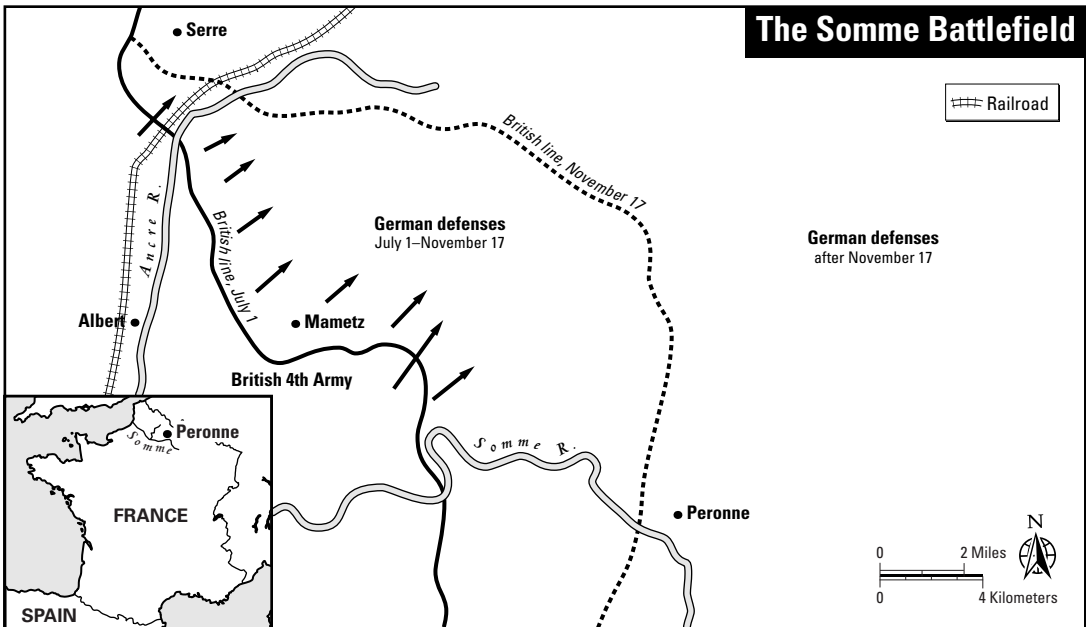 The Somme Battlefield
Serre
Railroad
British line, November 17
German defenses
July 1–November 17
German defenses
after November 17
Ancre R.
British line, July 1
Albert
Mametz
British 4th Army
Somme R.
Peronne
Peronne
Somme
FRANCE
SPAIN
N
0 2 Miles
0 4 Kilometers